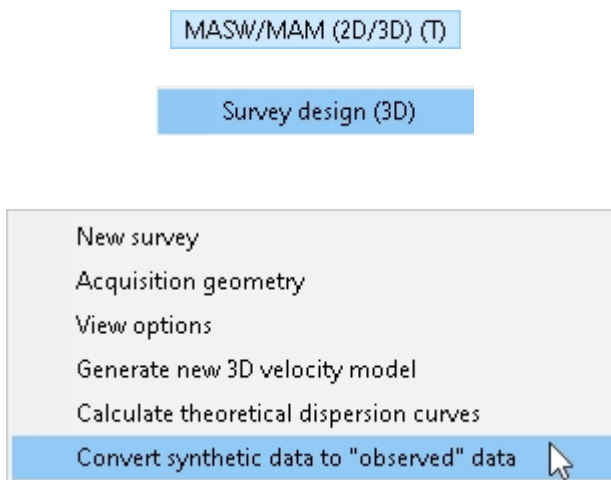 MASW/MAM (2D/3D) (T)
Survey design (3D)
New survey
Acquisition geometry
View options
Generate new 3D velocity model
Calculate theoretical dispersion curves
Convert synthetic data to "observed" data